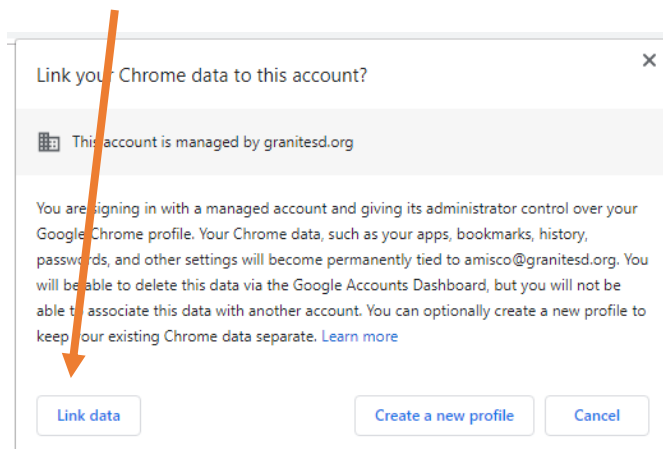 Link your Chrome data to this account?
This account is managed by granitesd.org
You are signing in with a managed account and giving its administrator control over your
Google Chrome profile. Your Chrome data, such as your apps, bookmarks, history,
passwords, and other settings will become permanently tied to amisco@granitesd.org. You
will be able to delete this data via the Google Accounts Dashboard, but you will not be
able to associate this data with another account. You can optionally create a new profile to
keep your existing Chrome data separate. Learn more
Link data Create a new profile Cancel